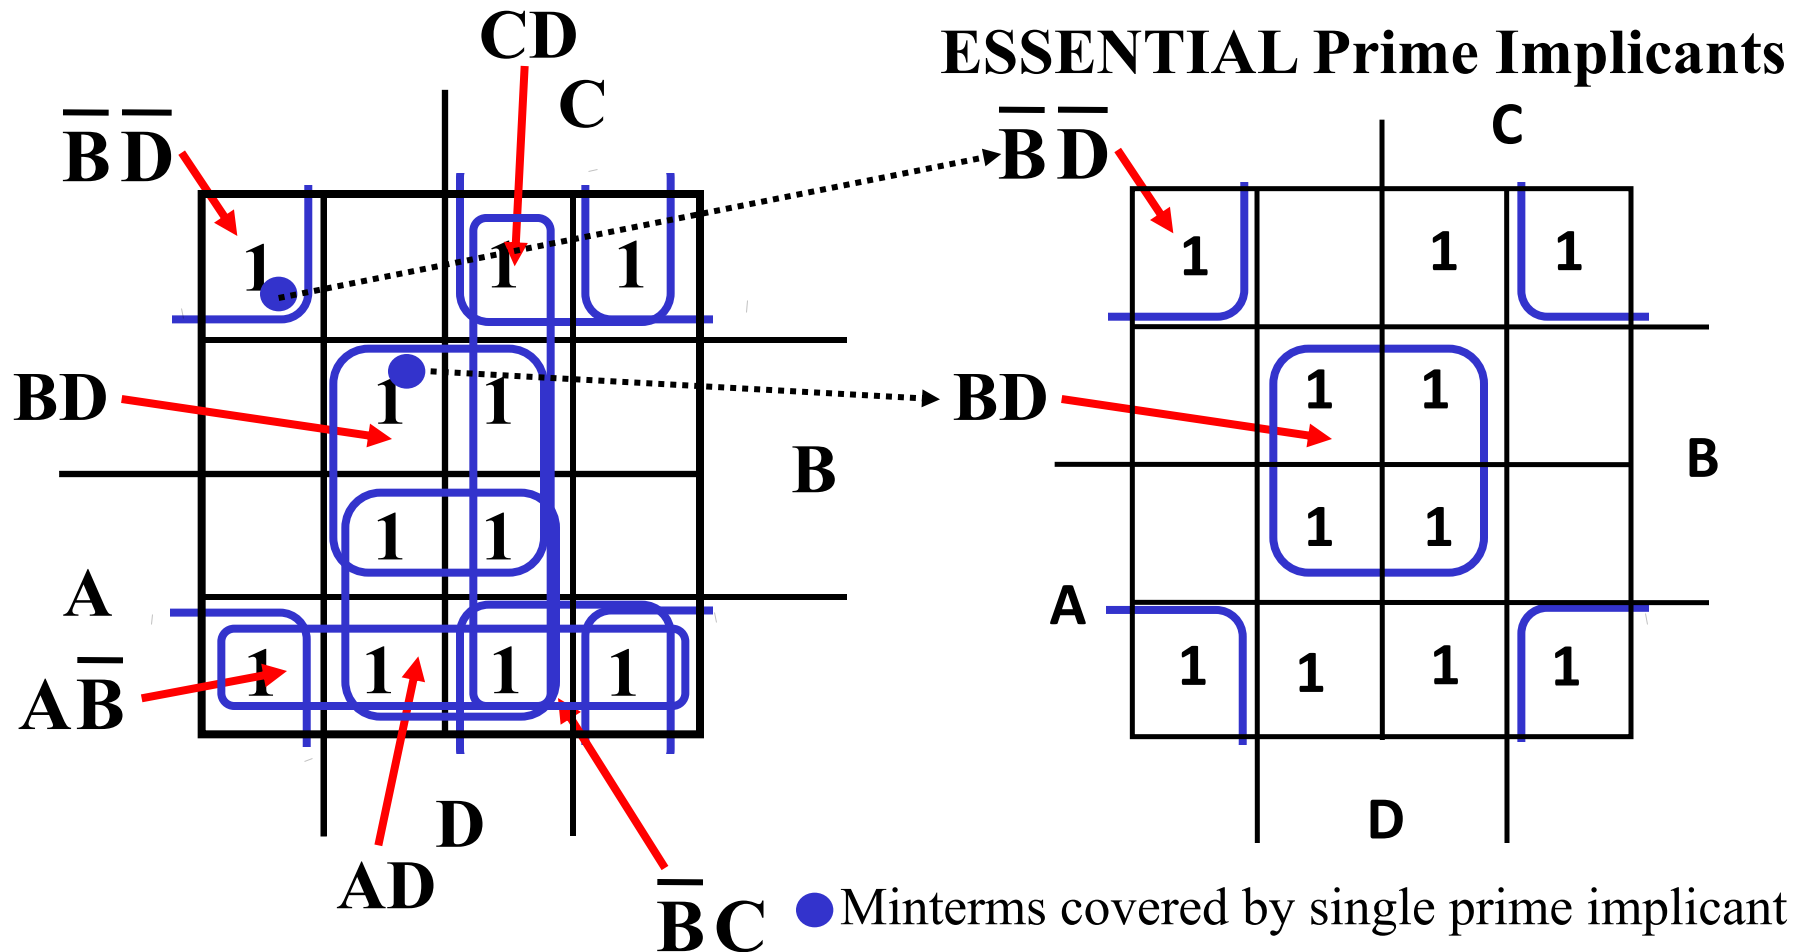 CD
ESSENTIAL Prime Implicants
C
B̅ D̅
B̅ D̅
C
1 1 1
1 1 1
BD
1 1
BD
1 1
B
B
1 1
1 1
A
A
1 1 1 1
1 1 1 1
AB̅
D
D
AD
B̅ C
Minterms covered by single prime implicant